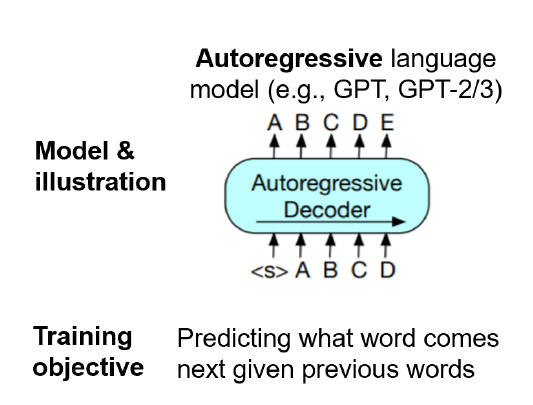 Autoregressive language
model (e.g., GPT, GPT-2/3)
A B C D E
Model &
illustration
Autoregressive
Decoder
<s> A B C D
Training
objective
Predicting what word comes
next given previous words